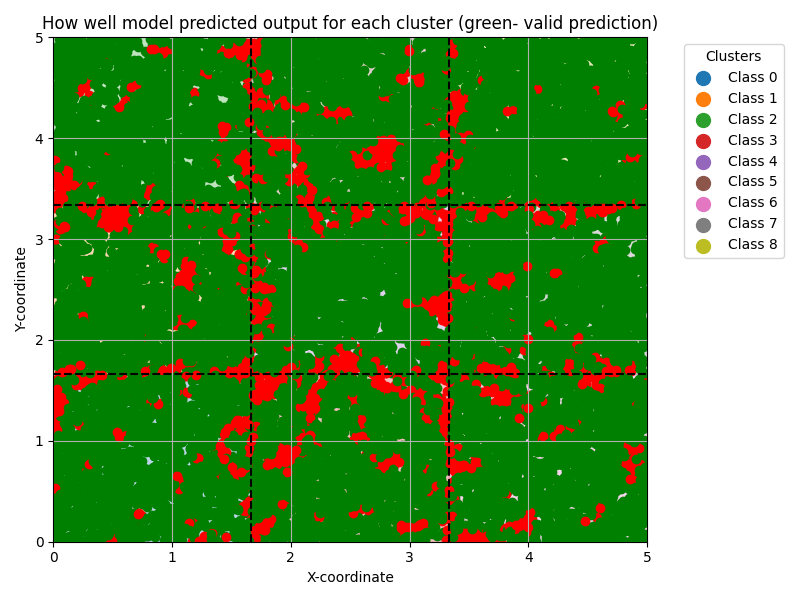 How well model predicted output for each cluster (green- valid prediction)
5
4
3
2
1
0
0
1
2
3
4
5
Y-coordinate
X-coordinate
Clusters
Class 0
Class 1
Class 2
Class 3
Class 4
Class 5
Class 6
Class 7
Class 8